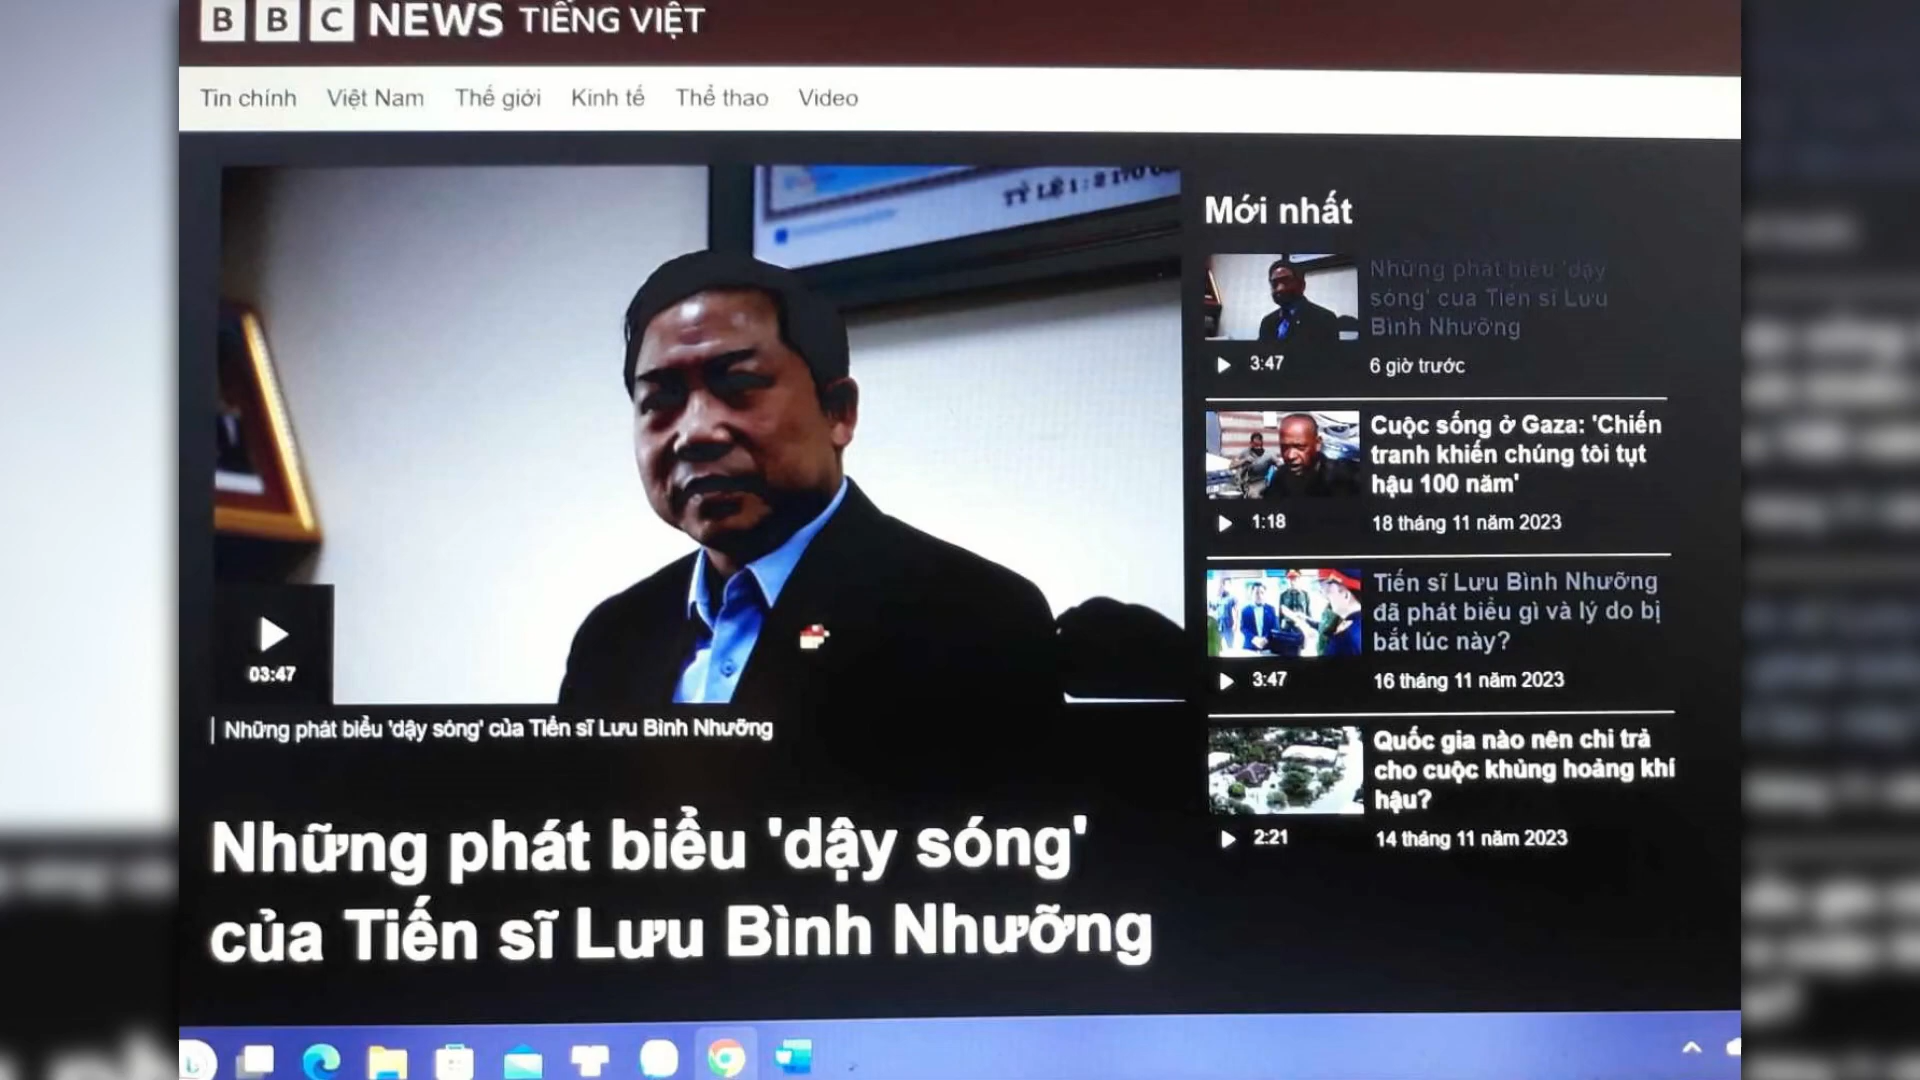 BBC NEWS TIẾNG VIỆT
Tin chính Việt Nam Thế giới Kinh tế Thể thao Video
TỶ LỆ 1:
03:47
Những phát biểu 'dậy sóng' của Tiến sĩ Lưu Bình Nhưỡng
Những phát biểu 'dậy sóng'
của Tiến sĩ Lưu Bình Nhưỡng
Mới nhất
Những phát biểu 'dậy
sóng' của Tiến sĩ Lưu
Bình Nhưỡng
3:47
6 giờ trước
Cuộc sống ở Gaza: 'Chiến
tranh khiến chúng tôi tụt
hậu 100 năm'
1:18
18 tháng 11 năm 2023
Tiến sĩ Lưu Bình Nhưỡng
đã phát biểu gì và lý do bị
bắt lúc này?
3:47
16 tháng 11 năm 2023
Quốc gia nào nên chi trả
cho cuộc khủng hoảng khí
hậu?
2:21
14 tháng 11 năm 2023